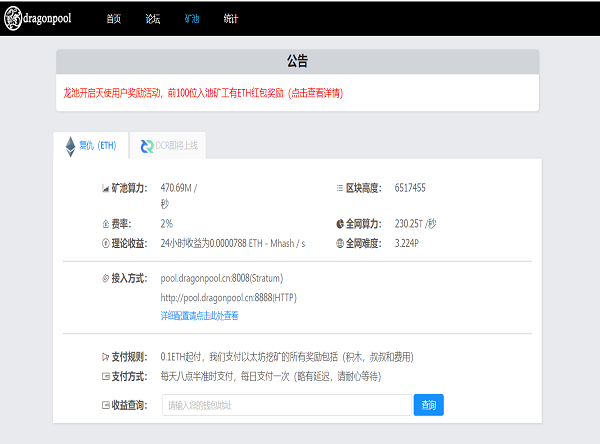 dragonpool 首页 论坛 矿池 统计
公告
龙池开启天使用户奖励活动，前100位入池矿工有ETH红包奖励（点击查看详情）
复仇（ETH） DCR即将上线
矿池算力： 470.69M / 秒 区块高度： 6517455
费率： 2% 全网算力： 230.25T /秒
理论收益： 24小时收益为0.0000788 ETH - Mhash / s 全网难度： 3.224P
接入方式： pool.dragonpool.cn:8008(Stratum)
http://pool.dragonpool.cn:8888(HTTP)
详细配置请点击此处查看
支付规则： 0.1ETH起付，我们支付以太坊挖矿的所有奖励包括（积木，叔叔和费用）
支付方式： 每天八点半准时支付，每日支付一次（略有延迟，请耐心等待）
收益查询： 请输入您的钱包地址 查询